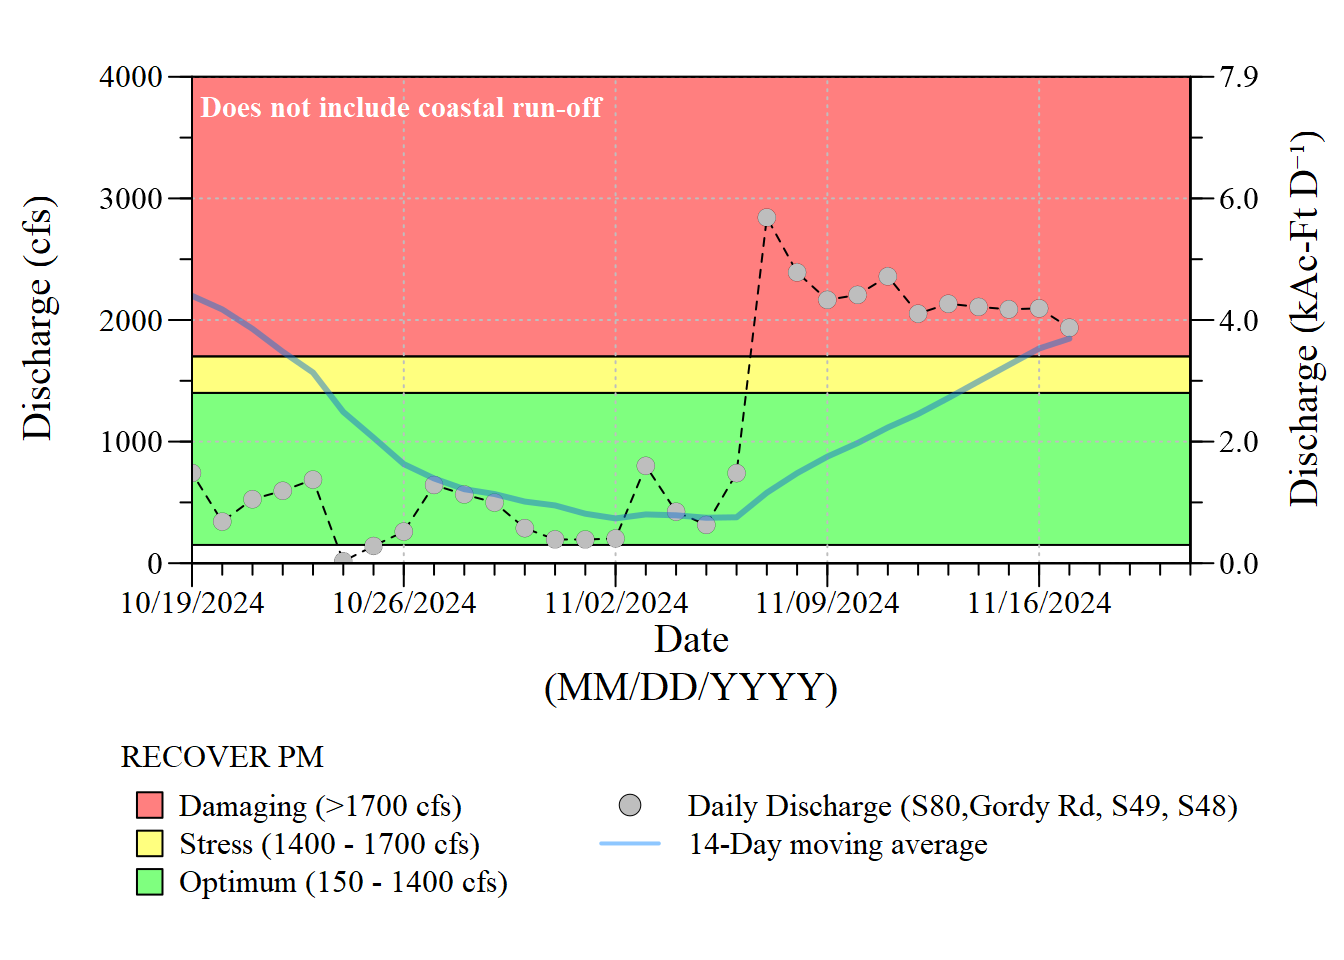 Does not include coastal run-off
4000
3000
2000
1000
0
Discharge (cfs)
7.9
6.0
4.0
2.0
0.0
Discharge (kAc-Ft D⁻¹)
10/19/2024 10/26/2024 11/02/2024 11/09/2024 11/16/2024
Date
(MM/DD/YYYY)
RECOVER PM
Damaging (>1700 cfs)
Stress (1400 - 1700 cfs)
Optimum (150 - 1400 cfs)
Daily Discharge (S80,Gordy Rd, S49, S48)
14-Day moving average